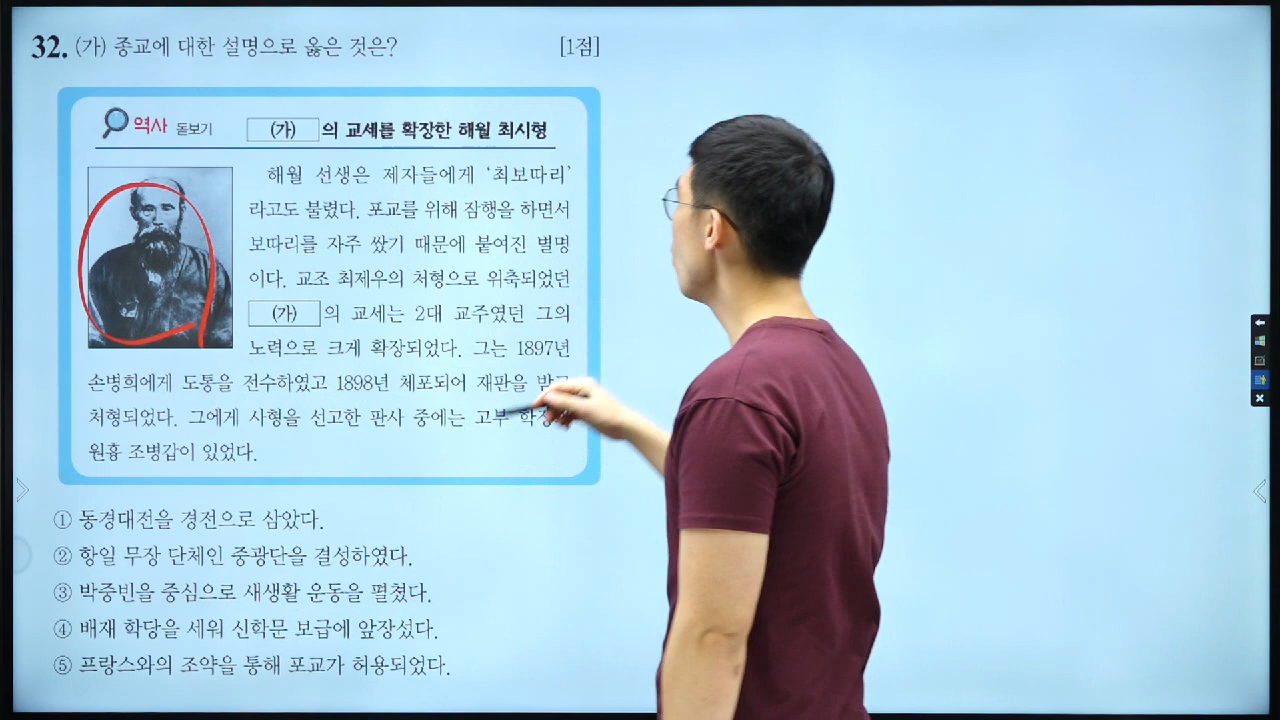 32. (가) 종교에 대한 설명으로 옳은 것은? [1점]
역사 돋보기 (가) 의 교세를 확장한 해월 최시형
해월 선생은 제자들에게 ‘최보따리’
라고도 불렸다. 포교를 위해 잠행을 하면서
보따리를 자주 쌌기 때문에 붙여진 별명
이다. 교조 최제우의 처형으로 위축되었던
(가) 의 교세는 2대 교주였던 그의
노력으로 크게 확장되었다. 그는 1897년
손병희에게 도통을 전수하였고 1898년 체포되어 재판을
처형되었다. 그에게 사형을 선고한 판사 중에는 고부
원흉 조병갑이 있었다.
① 동경대전을 경전으로 삼았다.
② 항일 무장 단체인 중광단을 결성하였다.
③ 박중빈을 중심으로 새생활 운동을 펼쳤다.
④ 배재 학당을 세워 신학문 보급에 앞장섰다.
⑤ 프랑스와의 조약을 통해 포교가 허용되었다.